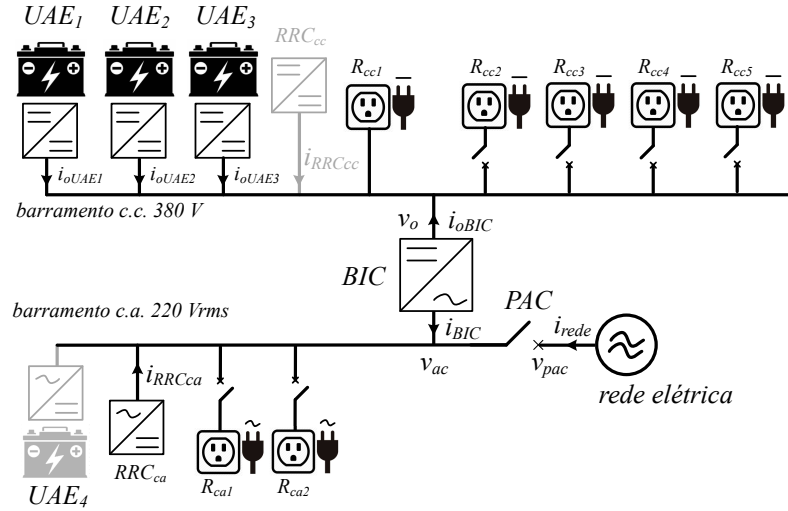 UAE1 UAE2 UAE3 RRCcc
Rcc1 Rcc2 Rcc3 Rcc4 Rcc5
ioUAE1 ioUAE2 ioUAE3 iRRCcc
barramento c.c. 380 V
vo ioBIC
BIC
PAC
barramento c.a. 220 Vrms
iBIC irede
vac vpac
iRRCca
rede elétrica
RRCca Rca1 Rca2
UAE4